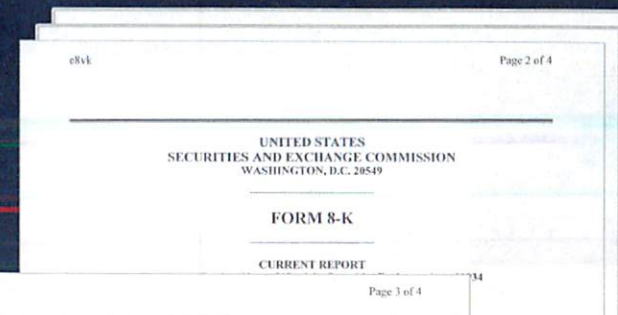 e8vk Page 2 of 4
UNITED STATES
SECURITIES AND EXCHANGE COMMISSION
WASHINGTON, D.C. 20549
FORM 8-K
CURRENT REPORT
Page 3 of 4